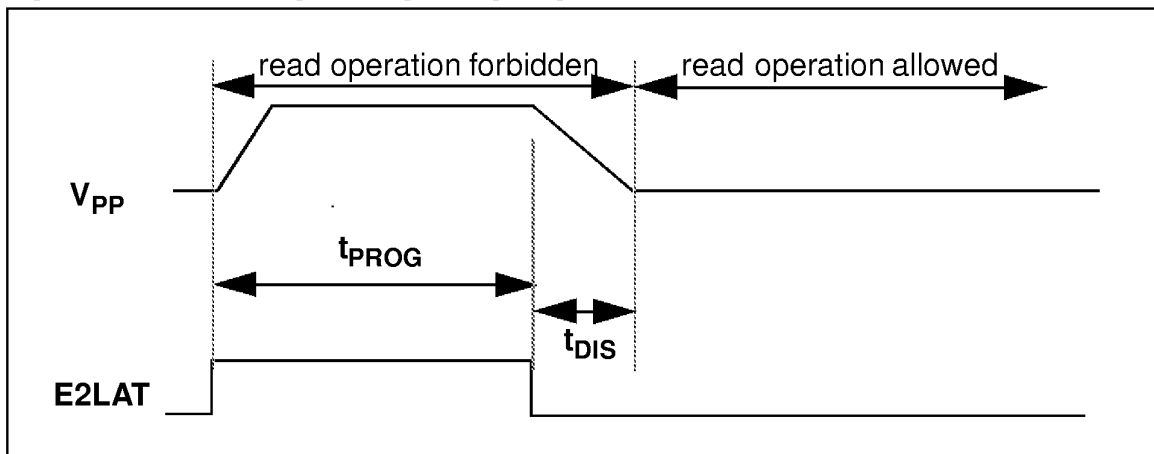 read operation forbidden
read operation allowed
VPP
tPROG
tDIS
E2LAT